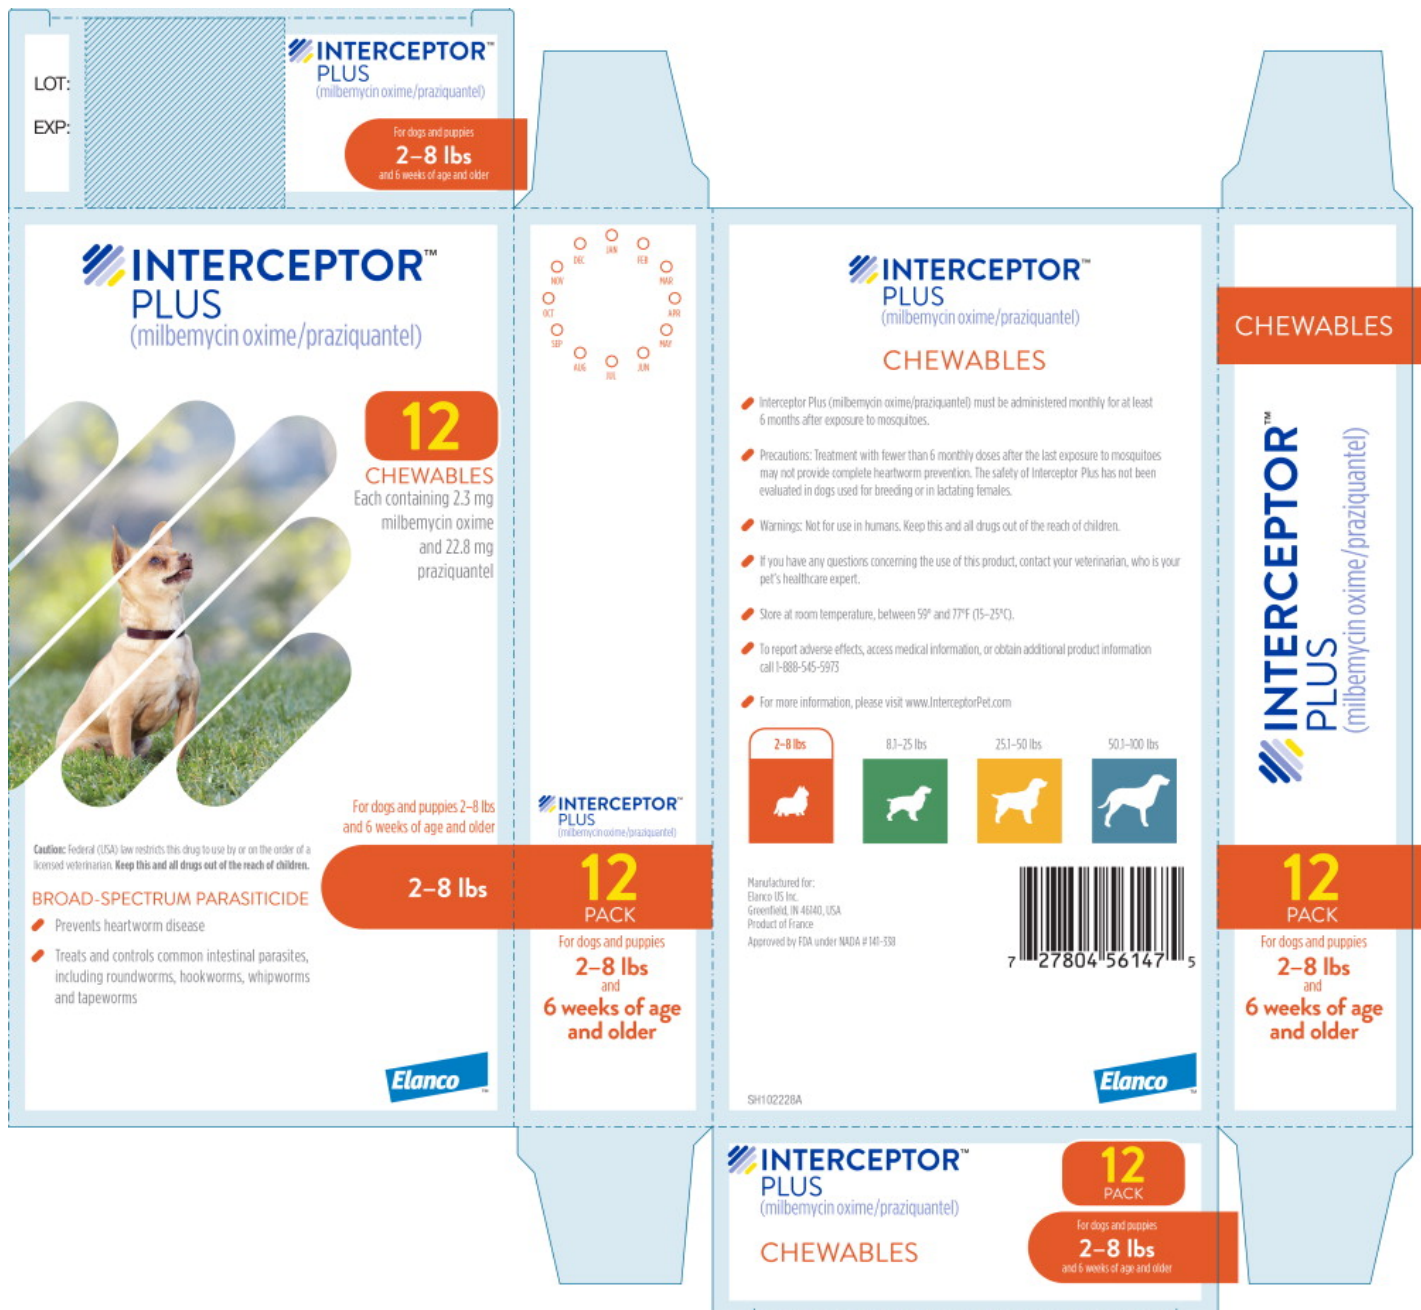 LOT:
EXP:
INTERCEPTOR™
PLUS
(milbemycin oxime/praziquantel)
For dogs and puppies
2–8 lbs
and 6 weeks of age and older
INTERCEPTOR™
PLUS
(milbemycin oxime/praziquantel)
12
CHEWABLES
Each containing 2.3 mg
milbemycin oxime
and 22.8 mg
praziquantel
For dogs and puppies 2–8 lbs
and 6 weeks of age and older
Caution: Federal (USA) law restricts this drug to use by or on the order of a
licensed veterinarian. Keep this and all drugs out of the reach of children.
2–8 lbs
BROAD-SPECTRUM PARASITICIDE
Prevents heartworm disease
Treats and controls common intestinal parasites,
including roundworms, hookworms, whipworms
and tapeworms
Elanco™
JAN
FEB
MAR
APR
MAY
JUN
JUL
AUG
SEP
OCT
NOV
DEC
INTERCEPTOR™
PLUS
(milbemycin oxime/praziquantel)
12
PACK
For dogs and puppies
2–8 lbs
and
6 weeks of age
and older
INTERCEPTOR™
PLUS
(milbemycin oxime/praziquantel)
CHEWABLES
Interceptor Plus (milbemycin oxime/praziquantel) must be administered monthly for at least
6 months after exposure to mosquitoes.
Precautions: Treatment with fewer than 6 monthly doses after the last exposure to mosquitoes
may not provide complete heartworm prevention. The safety of Interceptor Plus has not been
evaluated in dogs used for breeding or in lactating females.
Warnings: Not for use in humans. Keep this and all drugs out of the reach of children.
If you have any questions concerning the use of this product, contact your veterinarian, who is your
pet's healthcare expert.
Store at room temperature, between 59° and 77°F (15–25°C).
To report adverse effects, access medical information, or obtain additional product information
call 1-888-545-5973
For more information, please visit www.InterceptorPet.com
2–8 lbs
8.1–25 lbs
25.1–50 lbs
50.1–100 lbs
Manufactured for:
Elanco US Inc.
Greenfield, IN 46140, USA
Product of France
Approved by FDA under NADA # 141-338
7 27804 56147 5
Elanco™
SH102228A
CHEWABLES
INTERCEPTOR™
PLUS
(milbemycin oxime/praziquantel)
12
PACK
For dogs and puppies
2–8 lbs
and
6 weeks of age
and older
INTERCEPTOR™
PLUS
(milbemycin oxime/praziquantel)
CHEWABLES
12
PACK
For dogs and puppies
2–8 lbs
and 6 weeks of age and older